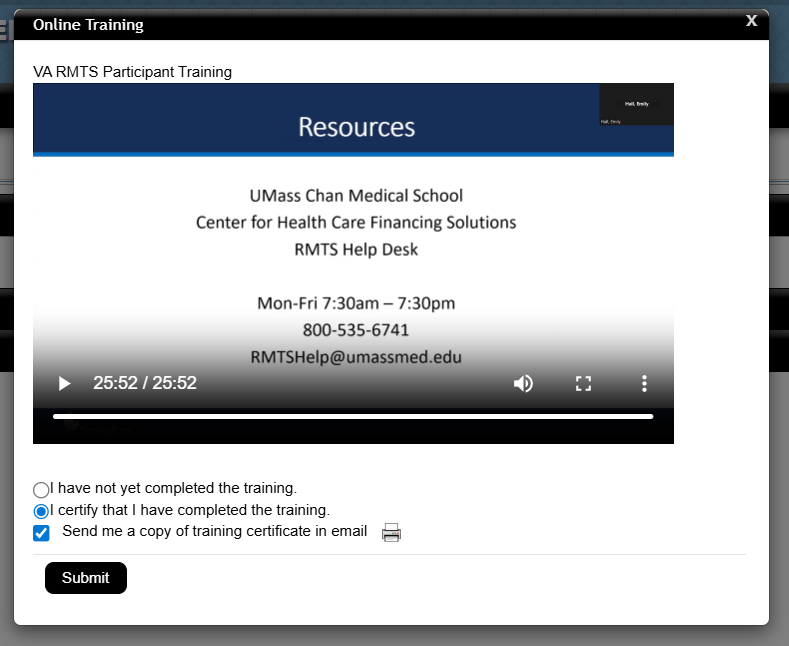 Online Training
X
VA RMTS Participant Training
Hall, Emily
Hall, Emily
Resources
UMass Chan Medical School
Center for Health Care Financing Solutions
RMTS Help Desk
Mon-Fri 7:30am – 7:30pm
800-535-6741
RMTSHelp@umassmed.edu
25:52 / 25:52
I have not yet completed the training.
I certify that I have completed the training.
Send me a copy of training certificate in email
Submit